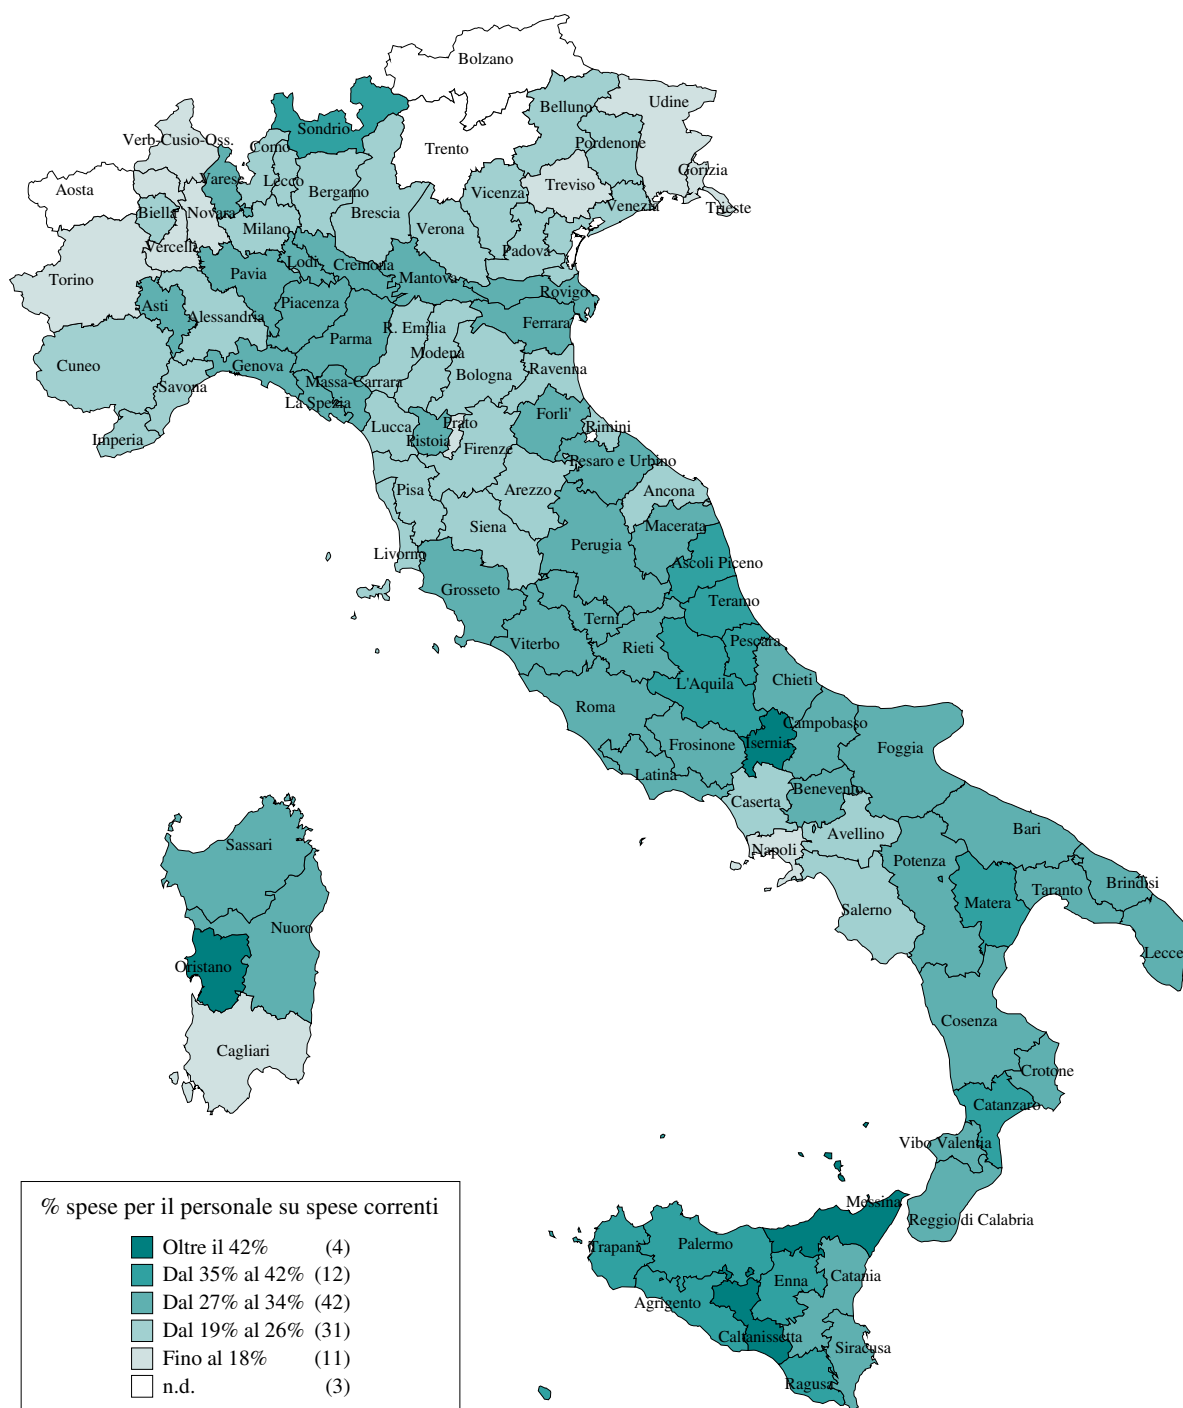 Bolzano
Udine
Belluno
Sondrio
Verb-Cusio-Oss.
Pordenone
Como
Trento
Gorizia
Varese
Lecco
Treviso
Aosta
Bergamo
Vicenza
Venezia
Trieste
Biella
Novara
Brescia
Milano
Verona
Vercelli
Padova
Lodi
Cremona
Torino
Pavia
Mantova
Rovigo
Asti
Piacenza
Alessandria
Ferrara
R. Emilia
Parma
Modena
Cuneo
Genova
Ravenna
Bologna
Massa-Carrara
Savona
La Spezia
Forli'
Prato
Lucca
Rimini
Imperia
Pistoia
Firenze
Pesaro e Urbino
Pisa
Arezzo
Ancona
Siena
Macerata
Perugia
Livorno
Ascoli Piceno
Grosseto
Teramo
Terni
Viterbo
Rieti
Pescara
L'Aquila
Chieti
Roma
Campobasso
Frosinone
Isernia
Foggia
Latina
Benevento
Caserta
Bari
Avellino
Sassari
Napoli
Potenza
Brindisi
Taranto
Matera
Salerno
Nuoro
Lecce
Oristano
Cosenza
Cagliari
Crotone
Catanzaro
Vibo Valentia
Messina
Reggio di Calabria
Trapani
Palermo
Catania
Enna
Agrigento
Caltanissetta
Siracusa
Ragusa
% spese per il personale su spese correnti
Oltre il 42% (4)
Dal 35% al 42% (12)
Dal 27% al 34% (42)
Dal 19% al 26% (31)
Fino al 18% (11)
n.d. (3)